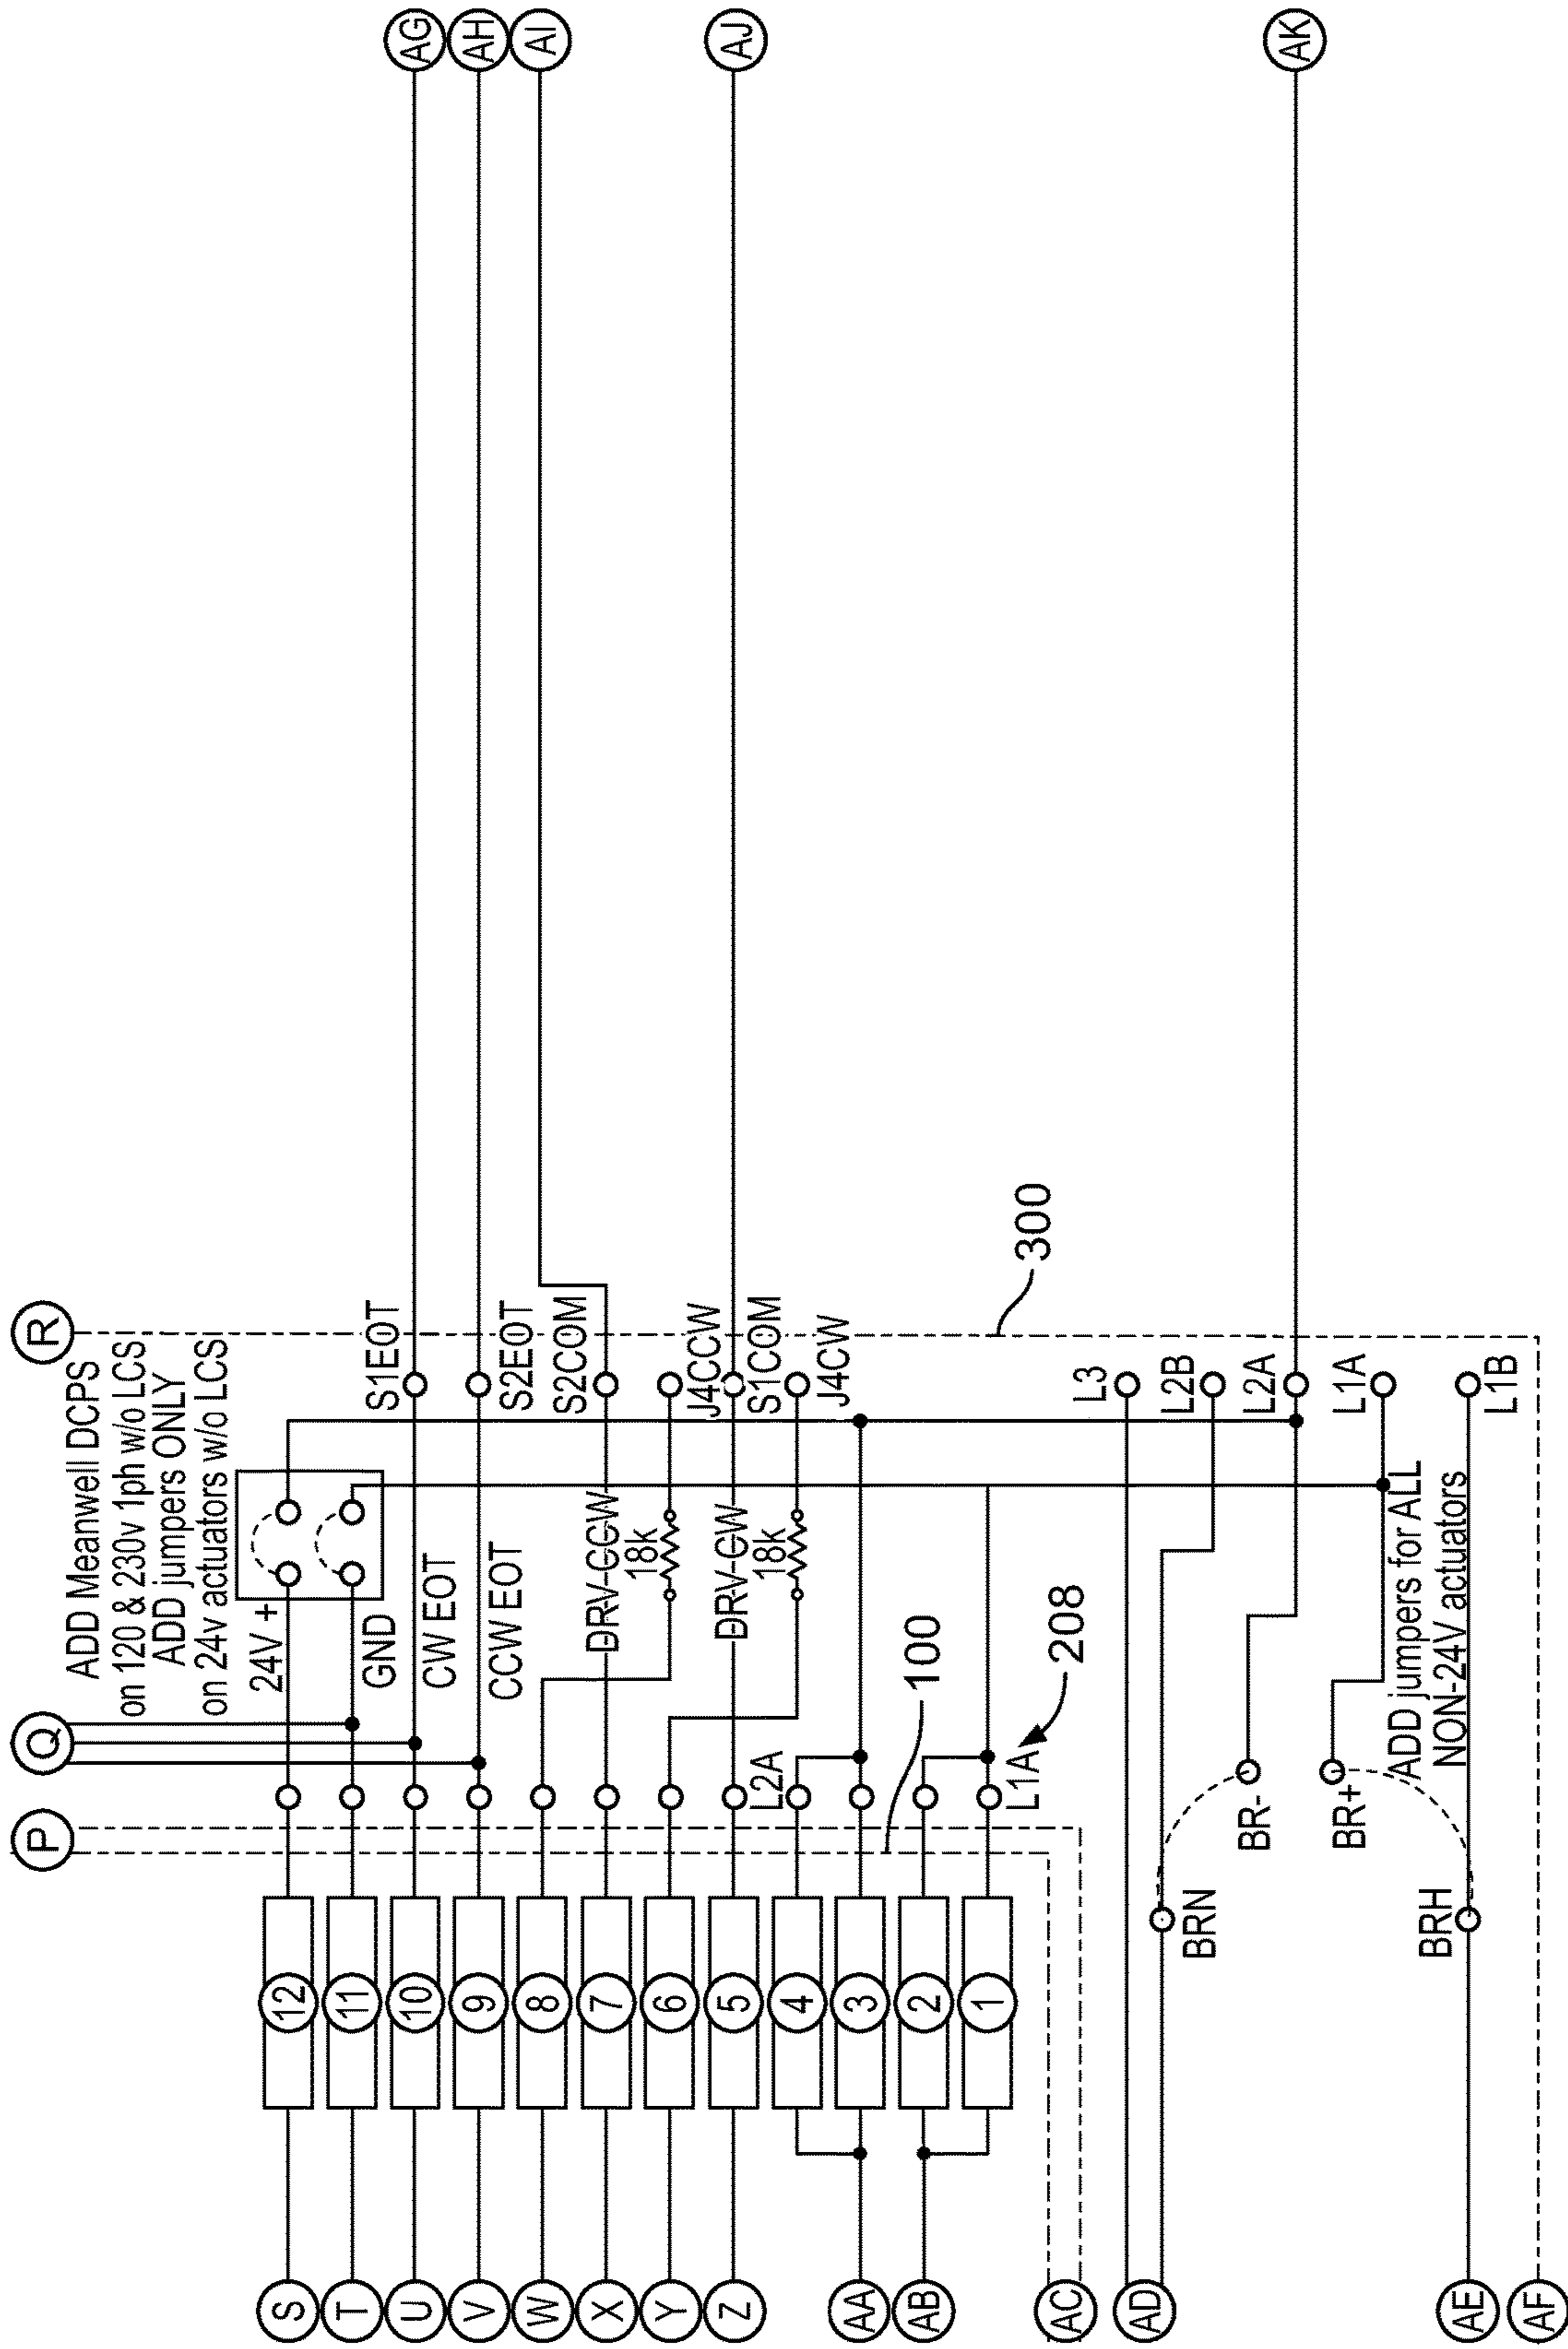 AG
AH
AI
AJ
AK
R
ADD Meanwell DCPS
on 120 & 230v 1ph w/o LCS
ADD jumpers ONLY
on 24v actuators w/o LCS
S1EOT
S2EOT
S2COM
J4CCW
S1COM
J4CW
300
L3
L2B
L2A
L1A
L1B
24V +
GND
CW EOT
CCW EOT
DRV-CCW
18k
DRV-CW
18k
100
208
L2A
L1A
ADD jumpers for ALL
NON-24V actuators
BR-
BR+
BRN
BRH
Q
P
12
11
10
9
8
7
6
5
4
3
2
1
S
T
U
V
W
X
Y
Z
AA
AB
AC
AD
AE
AF